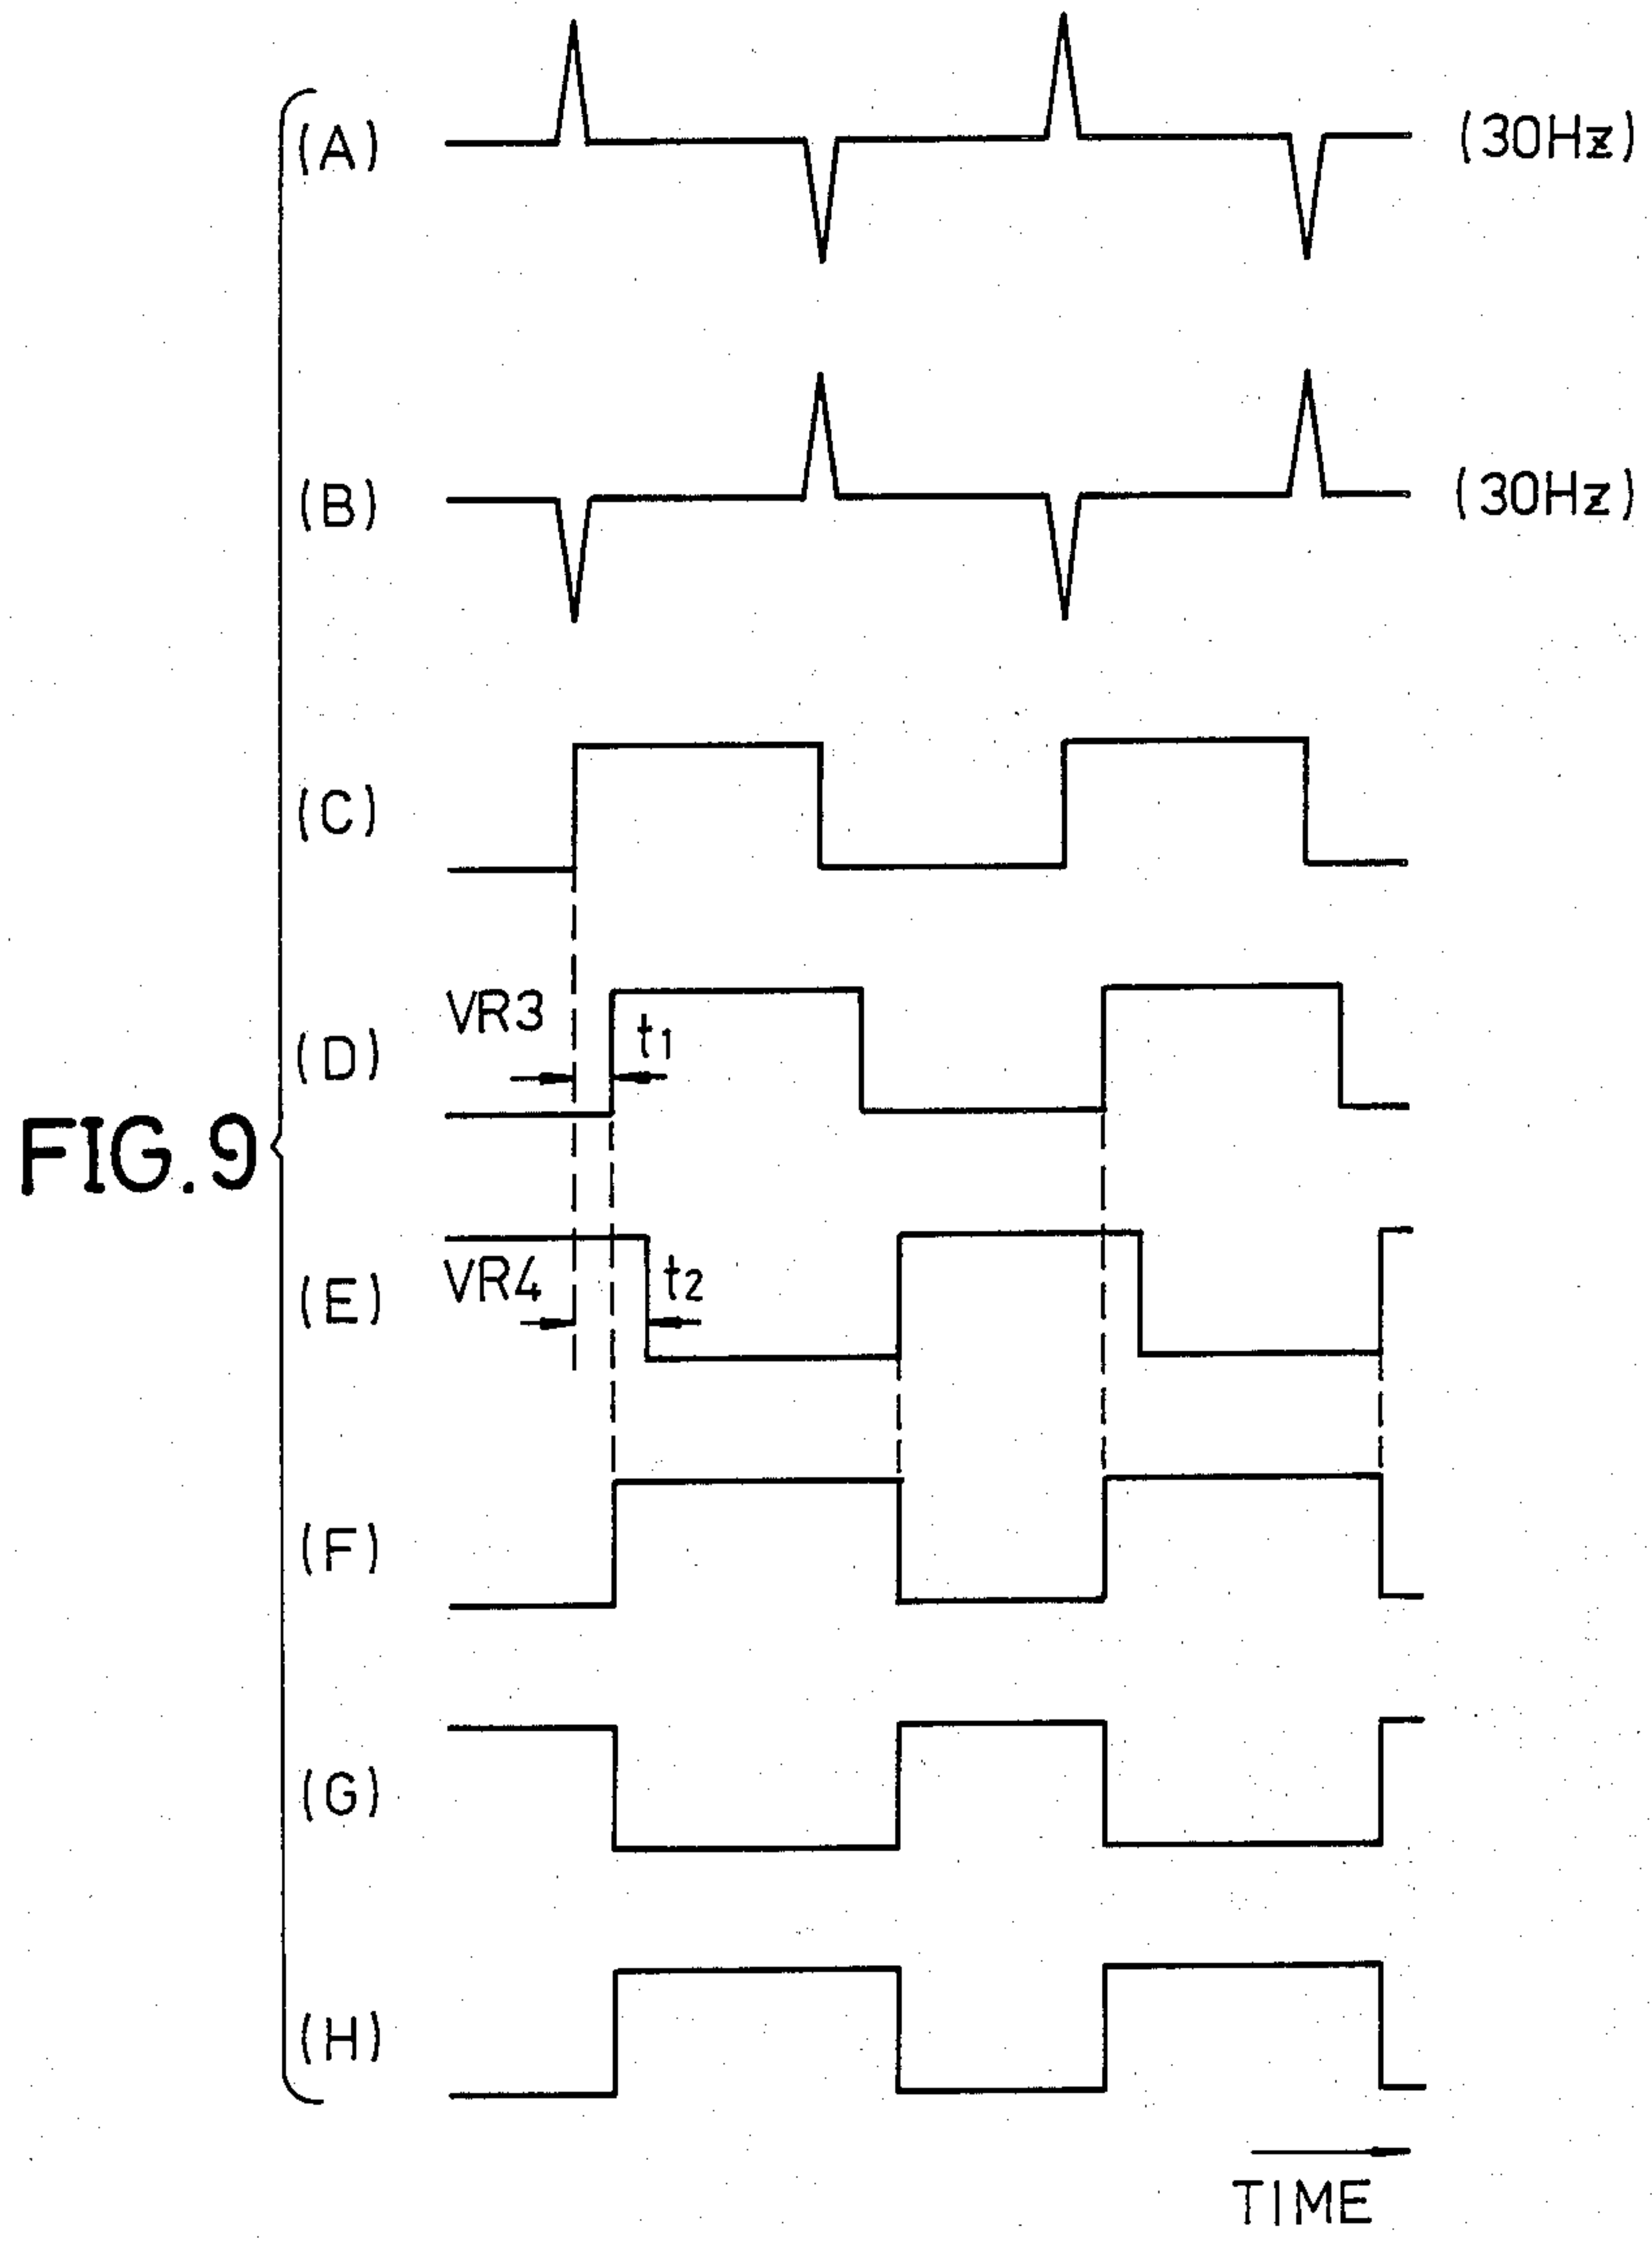 (A)
(30Hz)
(B)
(30Hz)
(C)
VR3
t1
(D)
FIG. 9
VR4
t2
(E)
(F)
(G)
(H)
TIME